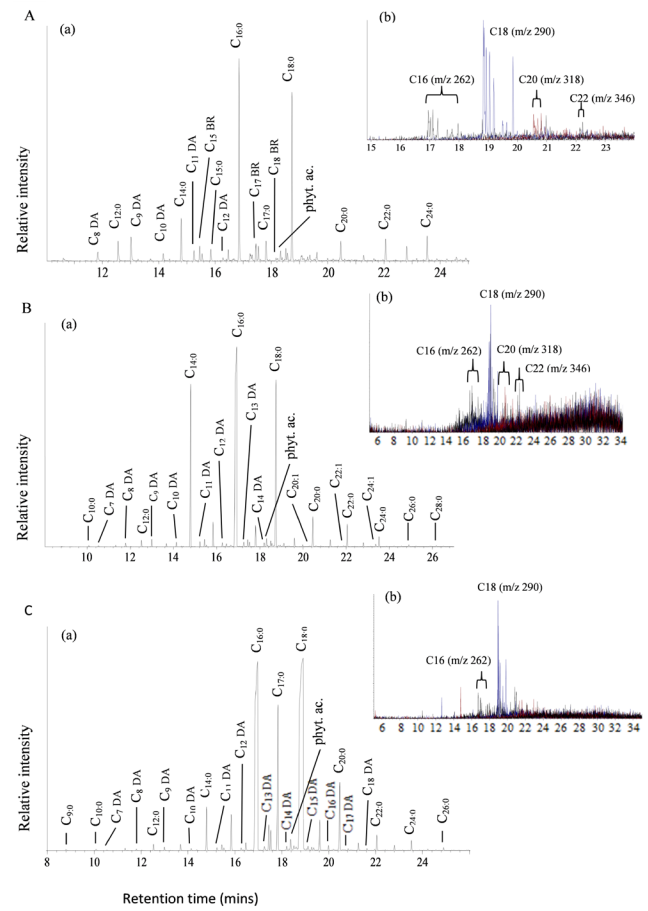 A
(a)
Relative intensity
C8 DA
C12:0
C9 DA
C10 DA
C14:0
C11 DA
C15 BR
C15:0
C12 DA
C16:0
C17 BR
C17:0
C18 BR
phyt. ac.
C18:0
C20:0
C22:0
C24:0
12 14 16 18 20 22 24
(b)
C18 (m/z 290)
C16 (m/z 262)
C20 (m/z 318)
C22 (m/z 346)
15 16 17 18 19 20 21 22 23
B
(a)
Relative intensity
C10:0
C7 DA
C8 DA
C12:0
C9 DA
C10 DA
C14:0
C11 DA
C12 DA
C16:0
C13 DA
C14 DA
phyt. ac.
C18:0
C20:1
C20:0
C22:1
C22:0
C24:1
C24:0
C26:0
C28:0
10 12 14 16 18 20 22 24 26
(b)
C18 (m/z 290)
C16 (m/z 262)
C20 (m/z 318)
C22 (m/z 346)
6 8 10 12 14 16 18 20 22 24 26 28 30 32 34
C
(a)
Relative intensity
C9:0
C10:0
C7 DA
C8 DA
C12:0
C9 DA
C10 DA
C14:0
C11 DA
C12 DA
C16:0
C13 DA
C17:0
C14 DA
phyt. ac.
C18:0
C15 DA
C16 DA
C20:0
C17 DA
C18 DA
C22:0
C24:0
C26:0
8 10 12 14 16 18 20 22 24
(b)
C18 (m/z 290)
C16 (m/z 262)
6 8 10 12 14 16 18 20 22 24 26 28 30 32 34
Retention time (mins)